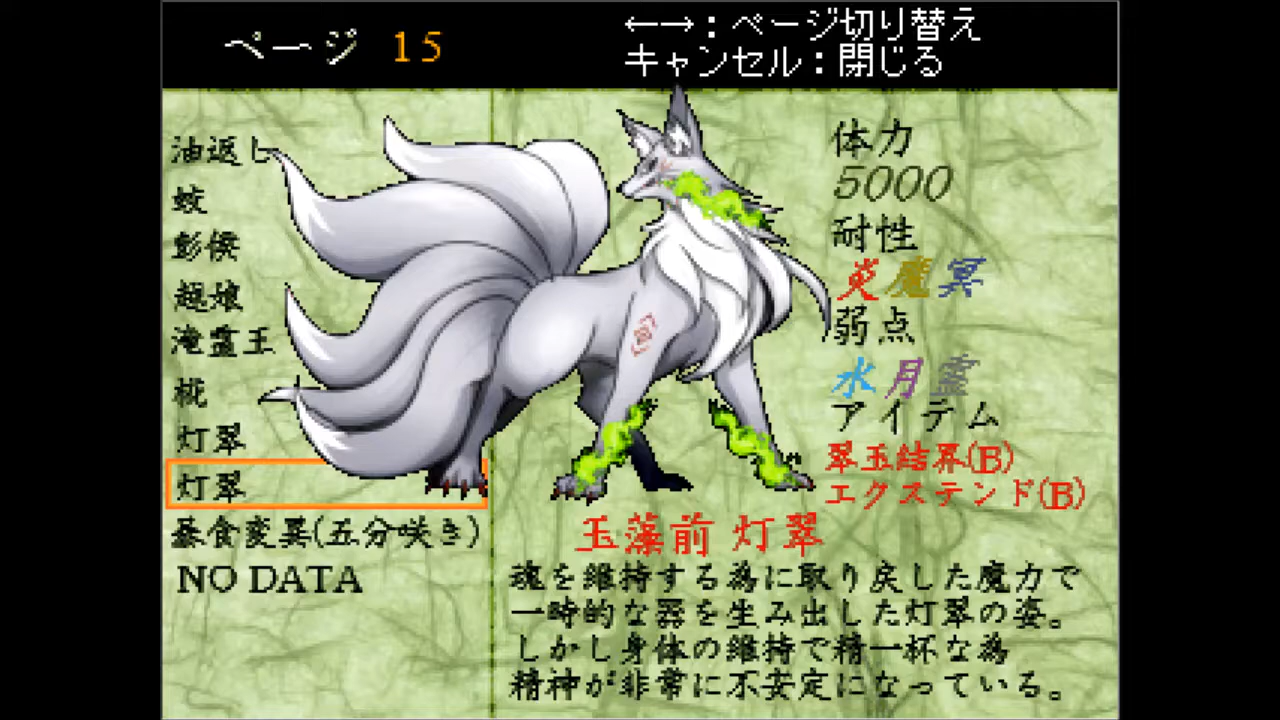 ページ 15
←→：ページ切り替え
キャンセル：閉じる
油返し
蛟
彭侯
魃娘
滝霊王
椛
灯翠
灯翠
暴食変異(五分咲き)
NO DATA
体力
5000
耐性
炎魔冥
弱点
水月霊
アイテム
翠玉結界(B)
エクステンド(B)
玉藻前 灯翠
魂を維持する為に取り戻した魔力で
一時的な器を生み出した灯翠の姿。
しかし身体の維持で精一杯な為
精神が非常に不安定になっている。